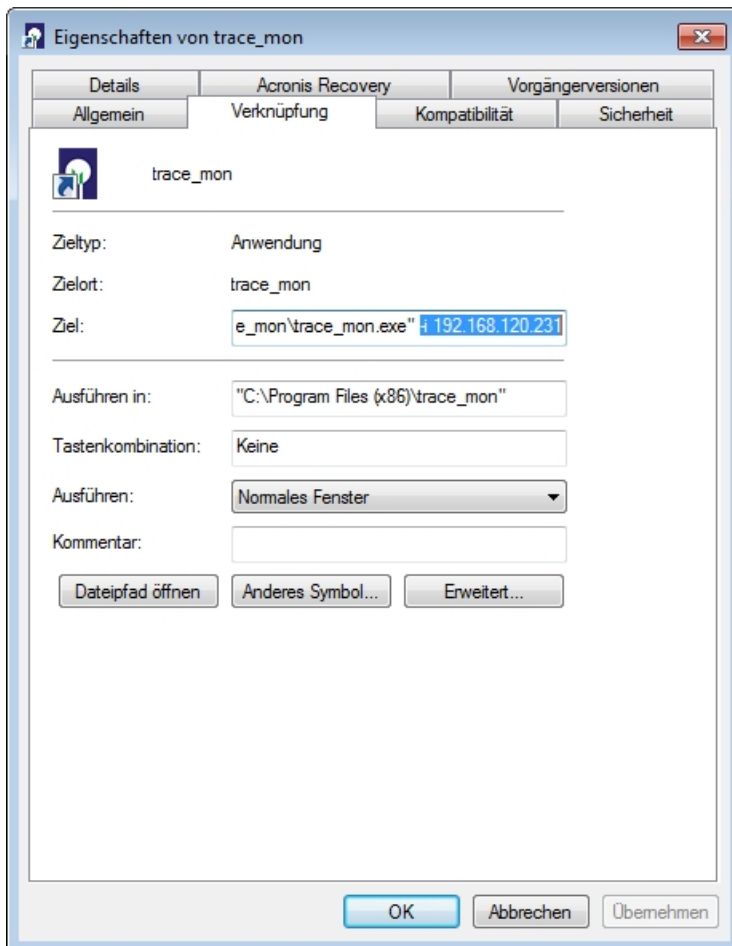 Eigenschaften von trace_mon
Details Acronis Recovery Vorgängerversionen
Allgemein Verknüpfung Kompatibilität Sicherheit
trace_mon
Zieltyp: Anwendung
Zielort: trace_mon
Ziel: e_mon\trace_mon.exe" -i 192.168.120.231
Ausführen in: "C:\Program Files (x86)\trace_mon"
Tastenkombination: Keine
Ausführen: Normales Fenster
Kommentar:
Dateipfad öffnen Anderes Symbol... Erweitert...
OK Abbrechen Übernehmen